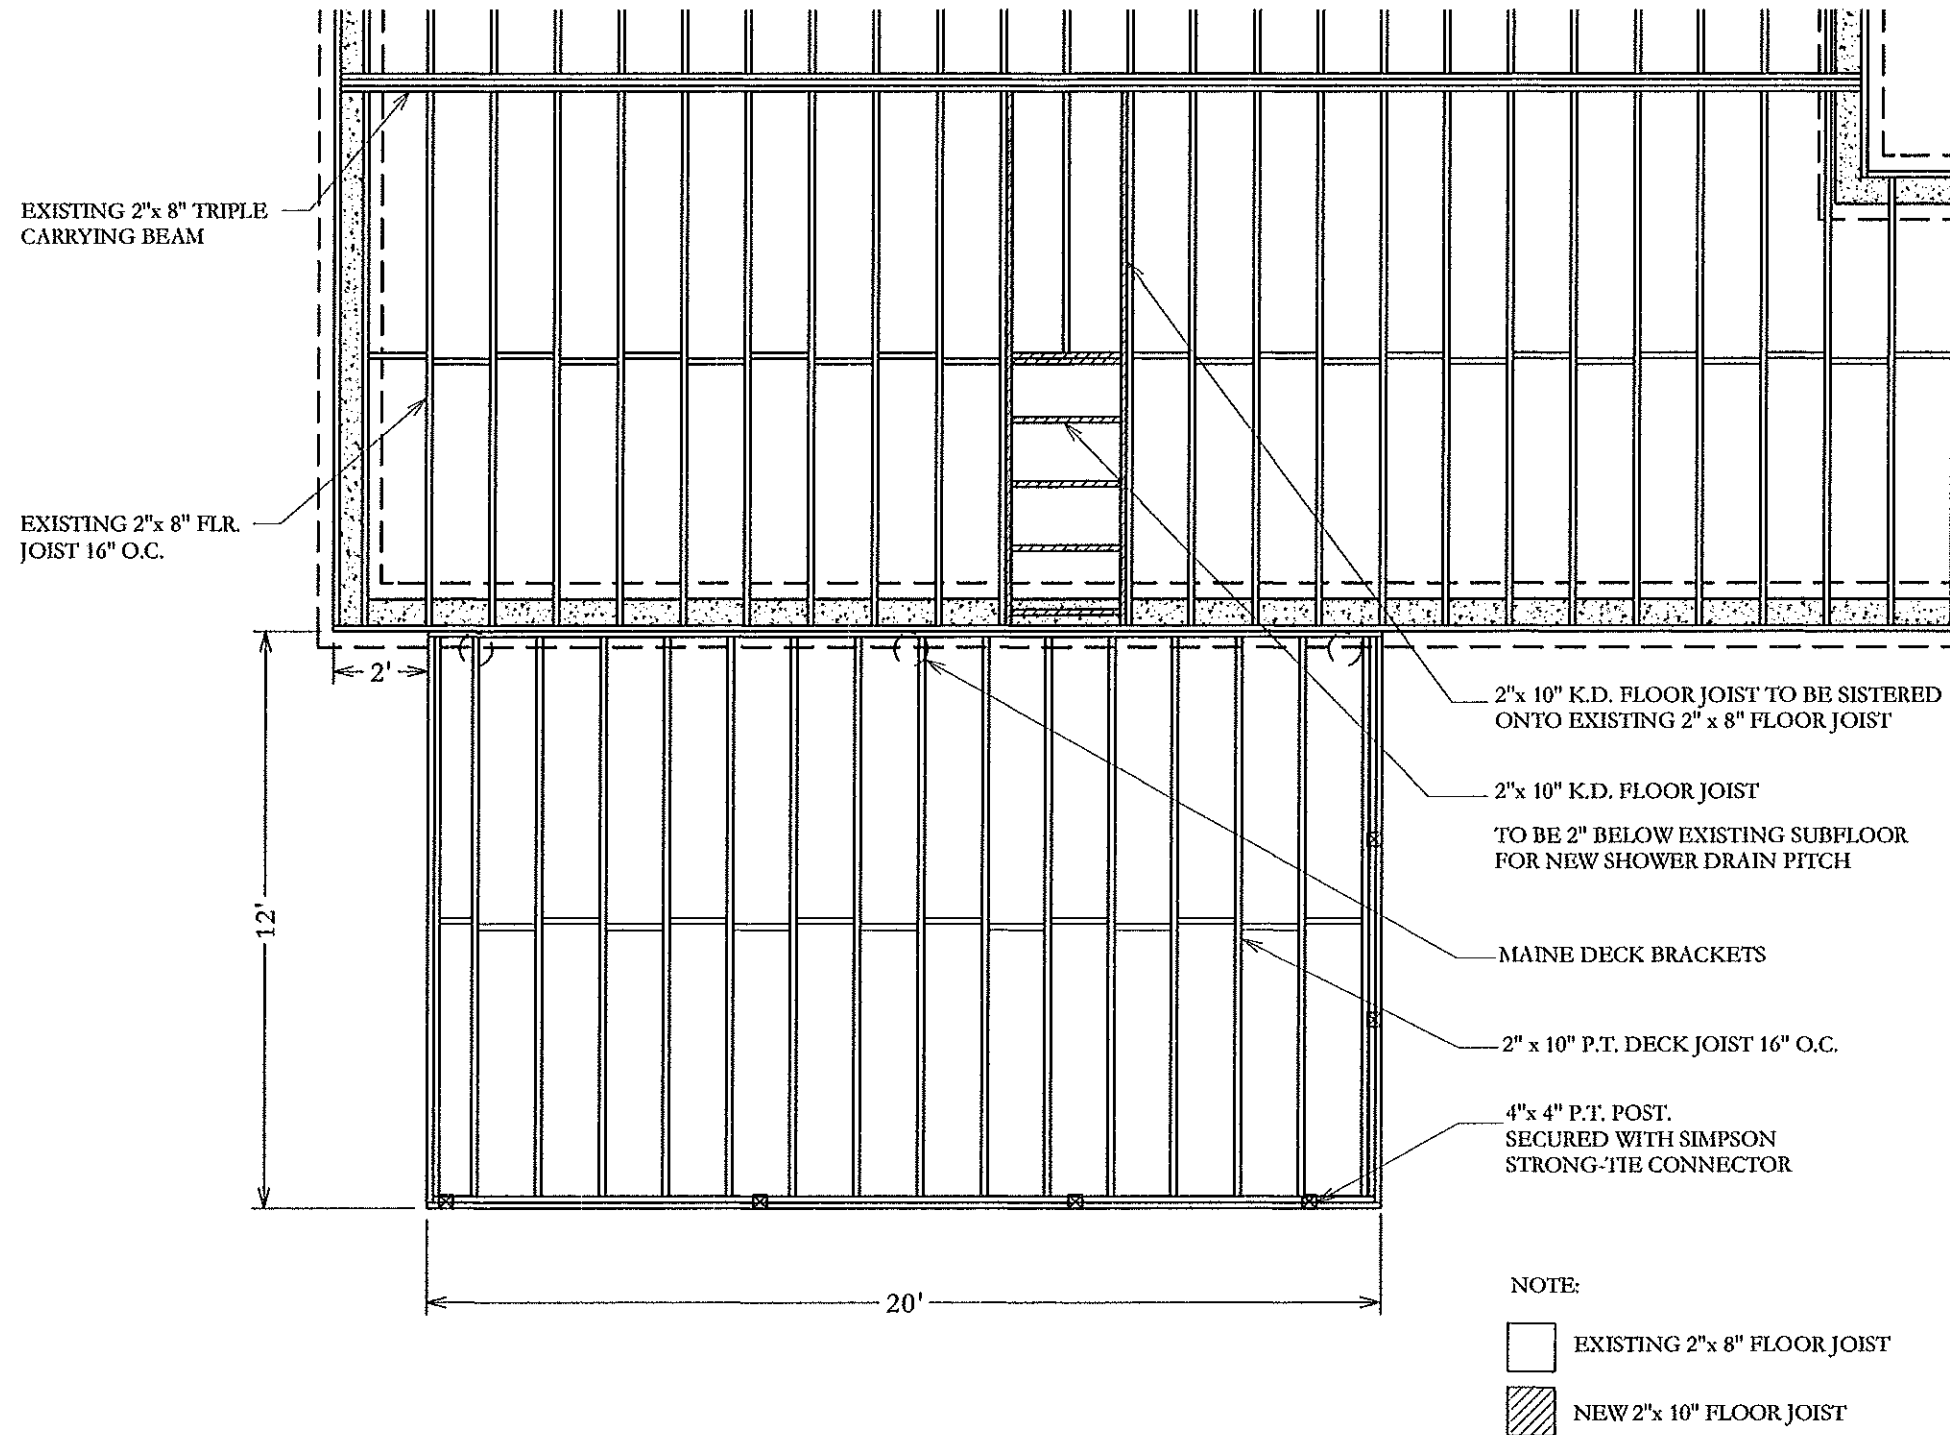 EXISTING 2"x 8" TRIPLE
CARRYING BEAM
EXISTING 2"x 8" FLR.
JOIST 16" O.C.
2'
12'
20'
2"x 10" K.D. FLOOR JOIST TO BE SISTERED
ONTO EXISTING 2" x 8" FLOOR JOIST
2"x 10" K.D. FLOOR JOIST
TO BE 2" BELOW EXISTING SUBFLOOR
FOR NEW SHOWER DRAIN PITCH
MAINE DECK BRACKETS
2" x 10" P.T. DECK JOIST 16" O.C.
4"x 4" P.T. POST.
SECURED WITH SIMPSON
STRONG-TIE CONNECTOR
NOTE:
EXISTING 2"x 8" FLOOR JOIST
NEW 2"x 10" FLOOR JOIST